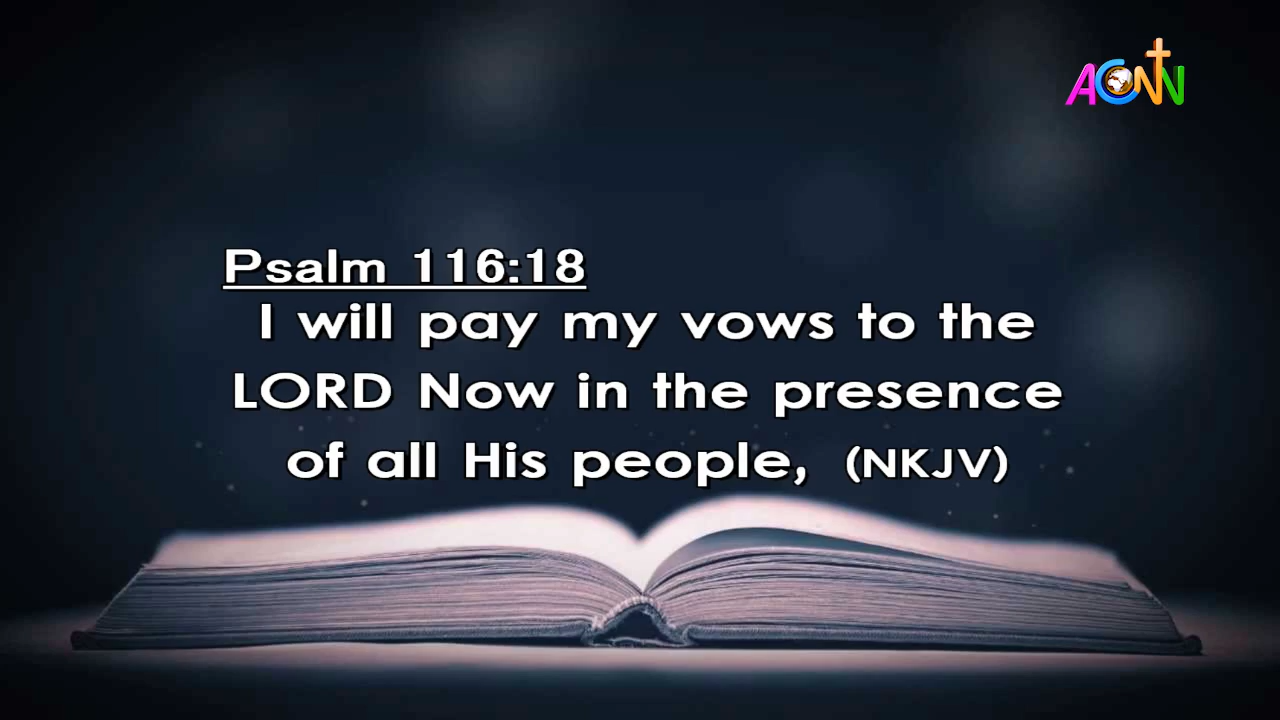 ACNN
Psalm 116:18
I will pay my vows to the
LORD Now in the presence
of all His people, (NKJV)